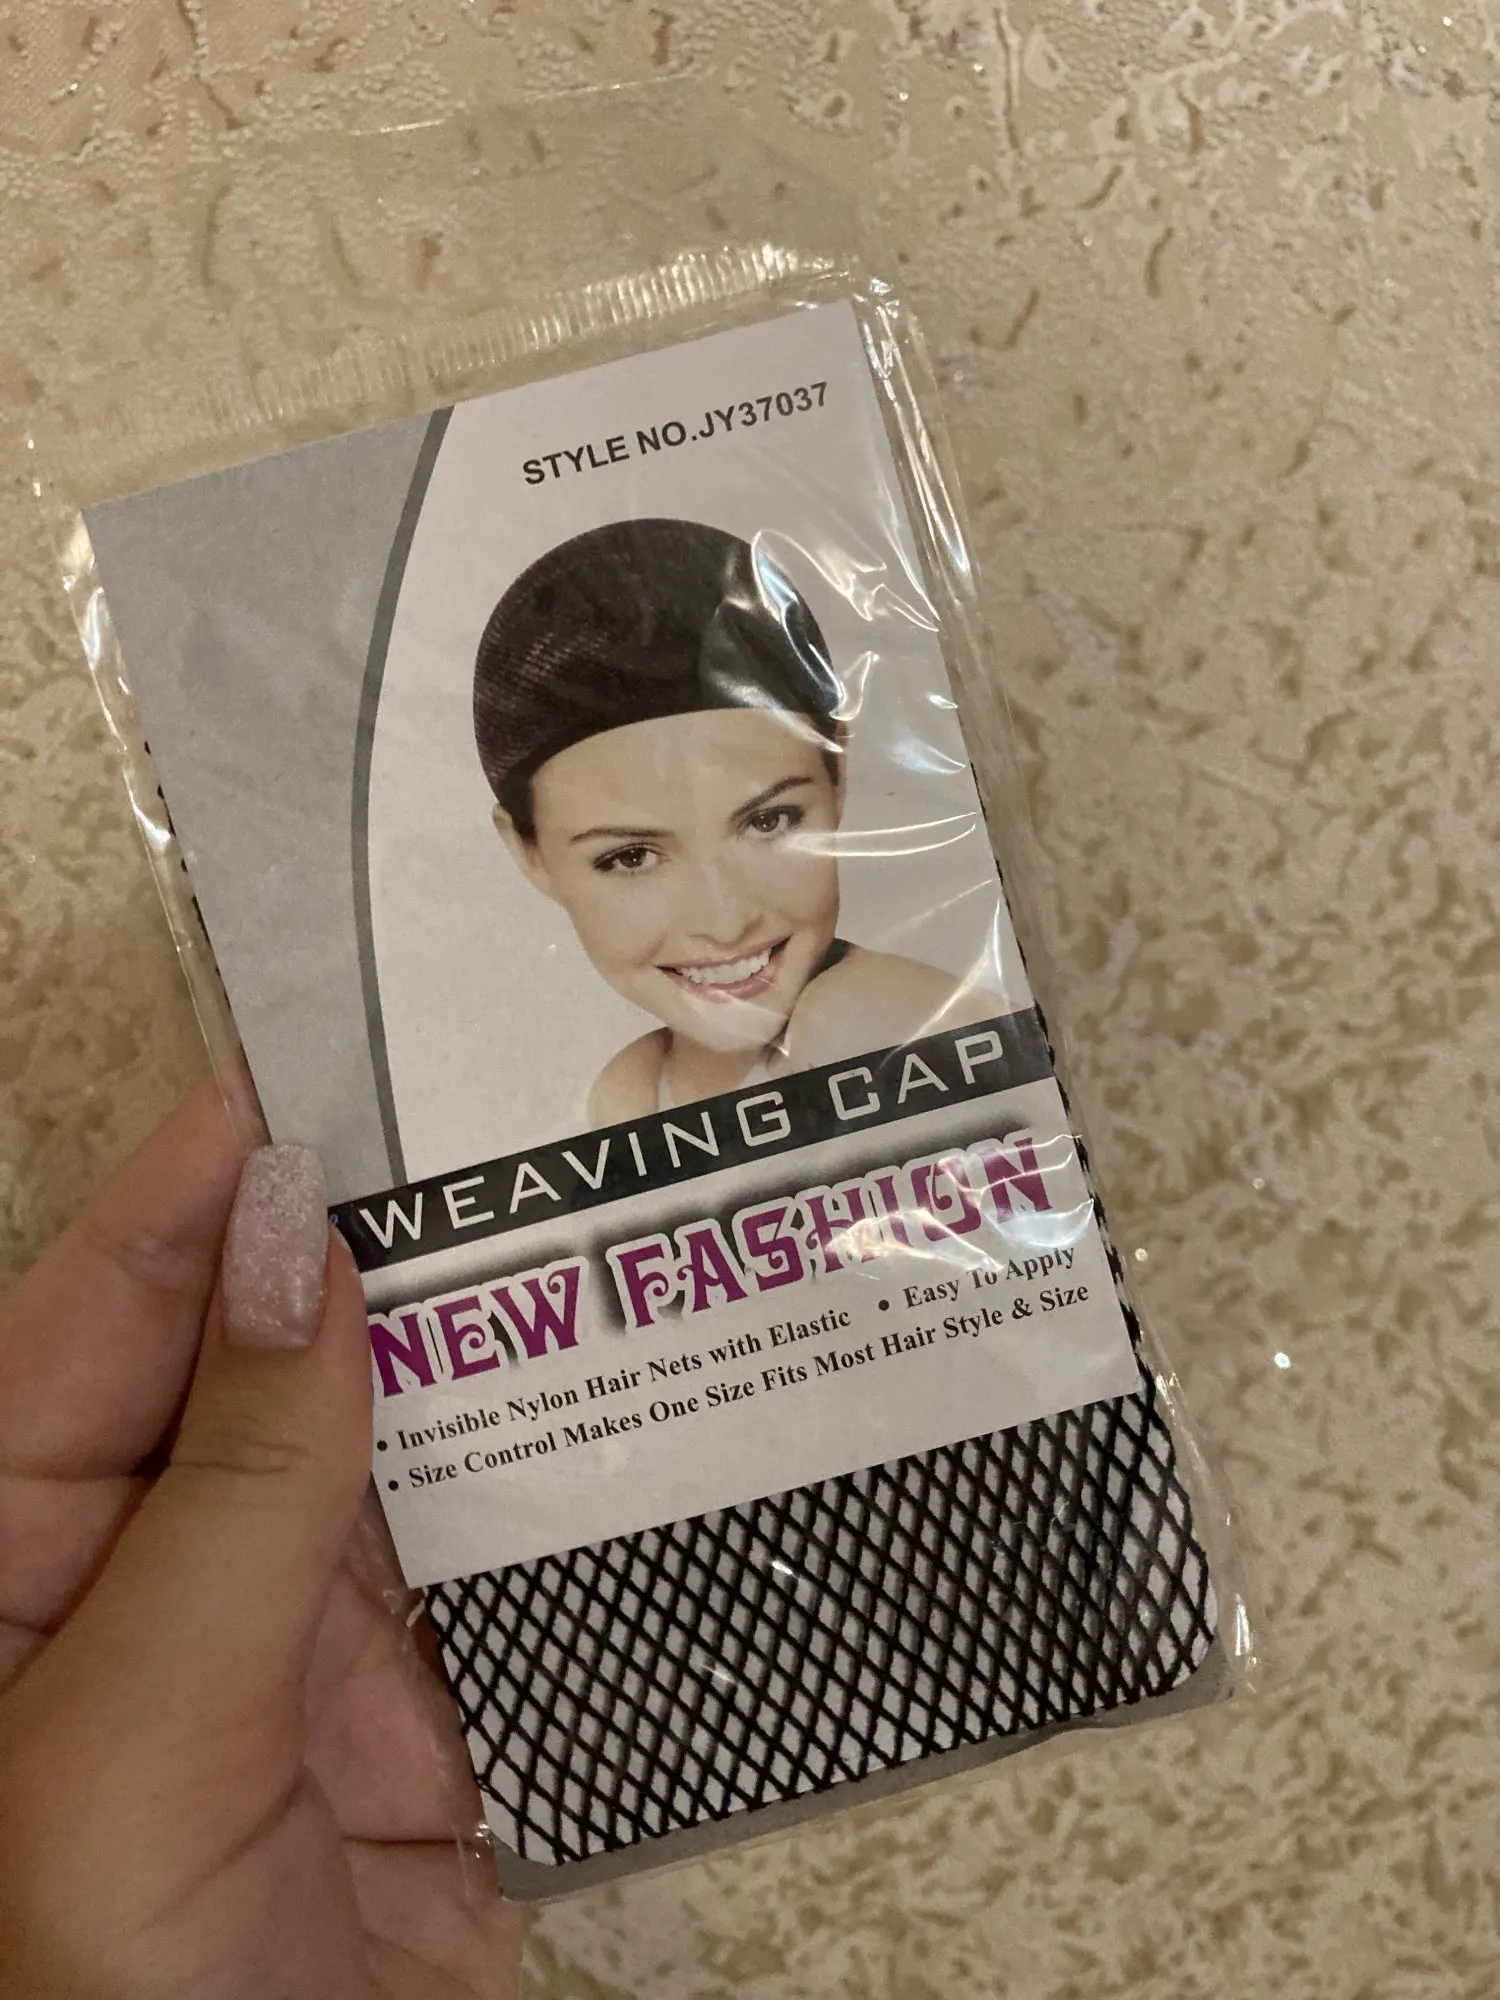 STYLE NO.JY37037
WEAVING CAP
NEW FASHION
• Invisible Nylon Hair Nets with Elastic • Easy To Apply
• Size Control Makes One Size Fits Most Hair Style & Size